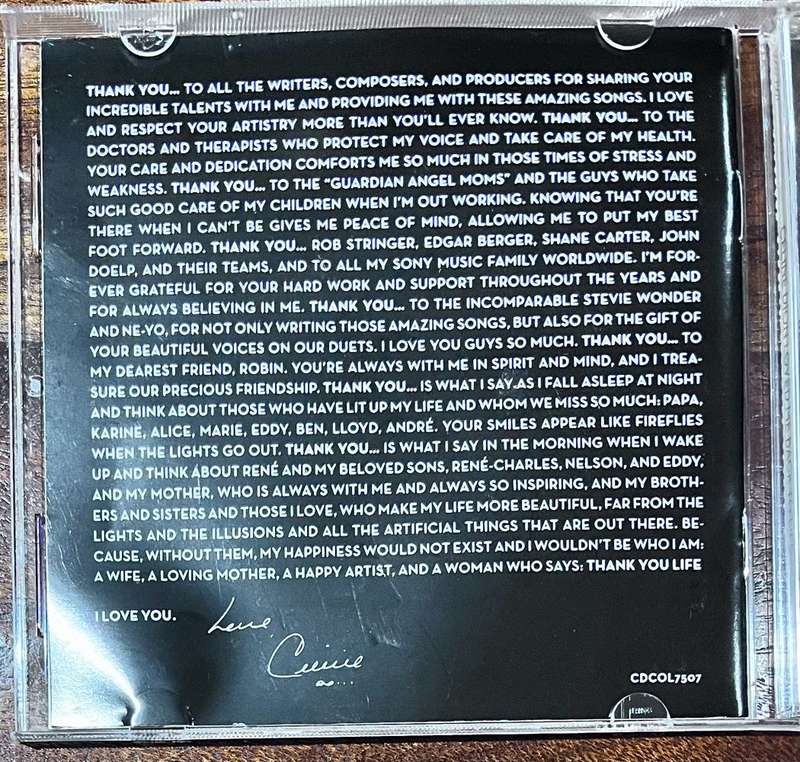 THANK YOU... TO ALL THE WRITERS, COMPOSERS, AND PRODUCERS FOR SHARING YOUR
INCREDIBLE TALENTS WITH ME AND PROVIDING ME WITH THESE AMAZING SONGS. I LOVE
AND RESPECT YOUR ARTISTRY MORE THAN YOU'LL EVER KNOW. THANK YOU... TO THE
DOCTORS AND THERAPISTS WHO PROTECT MY VOICE AND TAKE CARE OF MY HEALTH.
YOUR CARE AND DEDICATION COMFORTS ME SO MUCH IN THOSE TIMES OF STRESS AND
WEAKNESS. THANK YOU... TO THE “GUARDIAN ANGEL MOMS” AND THE GUYS WHO TAKE
SUCH GOOD CARE OF MY CHILDREN WHEN I'M OUT WORKING. KNOWING THAT YOU'RE
THERE WHEN I CAN'T BE GIVES ME PEACE OF MIND, ALLOWING ME TO PUT MY BEST
FOOT FORWARD. THANK YOU... ROB STRINGER, EDGAR BERGER, SHANE CARTER, JOHN
DOELP, AND THEIR TEAMS, AND TO ALL MY SONY MUSIC FAMILY WORLDWIDE. I'M FOR-
EVER GRATEFUL FOR YOUR HARD WORK AND SUPPORT THROUGHOUT THE YEARS AND
FOR ALWAYS BELIEVING IN ME. THANK YOU... TO THE INCOMPARABLE STEVIE WONDER
AND NE-YO, FOR NOT ONLY WRITING THOSE AMAZING SONGS, BUT ALSO FOR THE GIFT OF
YOUR BEAUTIFUL VOICES ON OUR DUETS. I LOVE YOU GUYS SO MUCH. THANK YOU... TO
MY DEAREST FRIEND, ROBIN. YOU'RE ALWAYS WITH ME IN SPIRIT AND MIND, AND I TREA-
SURE OUR PRECIOUS FRIENDSHIP. THANK YOU... IS WHAT I SAY AS I FALL ASLEEP AT NIGHT
AND THINK ABOUT THOSE WHO HAVE LIT UP MY LIFE AND WHOM WE MISS SO MUCH: PAPA,
KARINE, ALICE, MARIE, EDDY, BEN, LLOYD, ANDRÉ. YOUR SMILES APPEAR LIKE FIREFLIES
WHEN THE LIGHTS GO OUT. THANK YOU... IS WHAT I SAY IN THE MORNING WHEN I WAKE
UP AND THINK ABOUT RENÉ AND MY BELOVED SONS, RENÉ-CHARLES, NELSON, AND EDDY,
AND MY MOTHER, WHO IS ALWAYS WITH ME AND ALWAYS SO INSPIRING, AND MY BROTH-
ERS AND SISTERS AND THOSE I LOVE, WHO MAKE MY LIFE MORE BEAUTIFUL, FAR FROM THE
LIGHTS AND THE ILLUSIONS AND ALL THE ARTIFICIAL THINGS THAT ARE OUT THERE. BE-
CAUSE, WITHOUT THEM, MY HAPPINESS WOULD NOT EXIST AND I WOULDN'T BE WHO I AM:
A WIFE, A LOVING MOTHER, A HAPPY ARTIST, AND A WOMAN WHO SAYS: THANK YOU LIFE
I LOVE YOU.
Love,
Céline
CDCOL7507